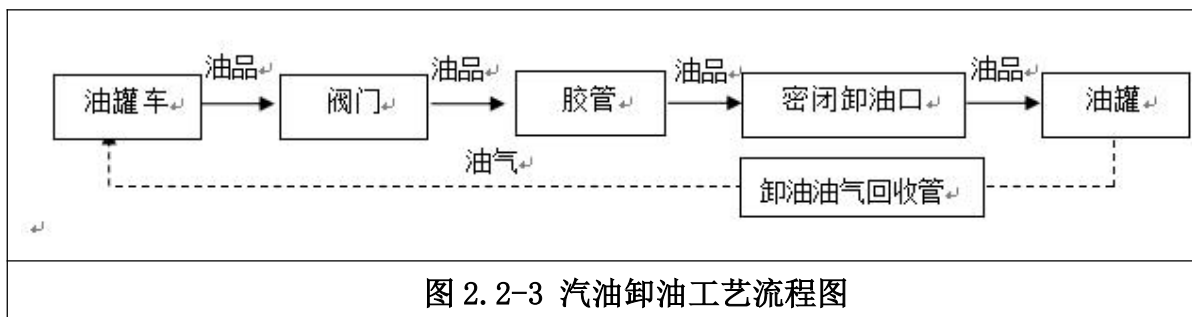 油品 油品 油品 油品
油罐车 阀门 胶管 密闭卸油口 油罐
油气
卸油油气回收管
图 2.2-3 汽油卸油工艺流程图